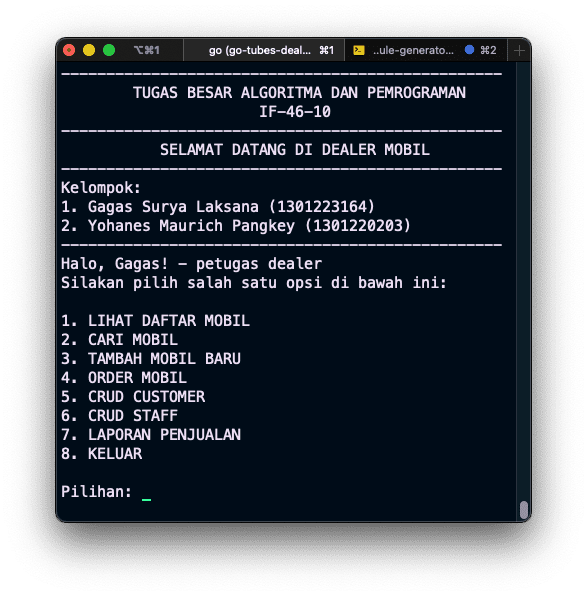 ⌥⌘1 go (go-tubes-deal... ⌘1 ..ule-generato... ⌘2
--------------------------------------------------
TUGAS BESAR ALGORITMA DAN PEMROGRAMAN
IF-46-10
--------------------------------------------------
SELAMAT DATANG DI DEALER MOBIL
--------------------------------------------------
Kelompok:
1. Gagas Surya Laksana (1301223164)
2. Yohanes Maurich Pangkey (1301220203)
--------------------------------------------------
Halo, Gagas! - petugas dealer
Silakan pilih salah satu opsi di bawah ini:
1. LIHAT DAFTAR MOBIL
2. CARI MOBIL
3. TAMBAH MOBIL BARU
4. ORDER MOBIL
5. CRUD CUSTOMER
6. CRUD STAFF
7. LAPORAN PENJUALAN
8. KELUAR
Pilihan: _